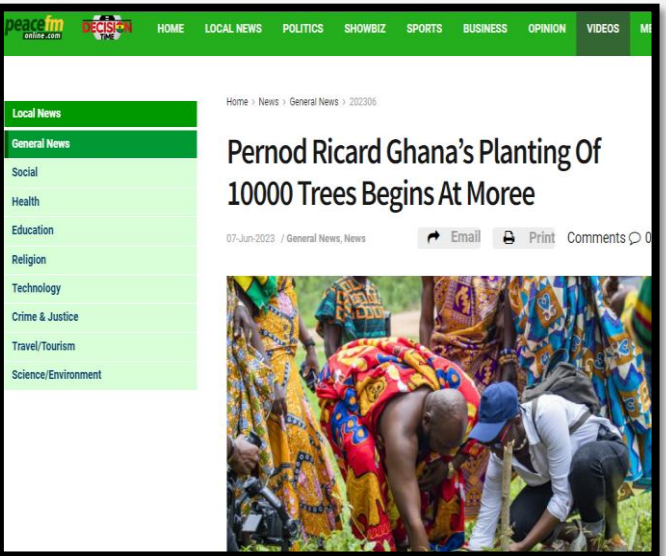 peacefm
online.com
DECISION
TIME
HOME LOCAL NEWS POLITICS SHOWBIZ SPORTS BUSINESS OPINION VIDEOS ME
Home > News > General News > 202306
Local News
General News
Social
Health
Education
Religion
Technology
Crime & Justice
Travel/Tourism
Science/Environment
Pernod Ricard Ghana’s Planting Of
10000 Trees Begins At Moree
07-Jun-2023 / General News, News Email Print Comments 0